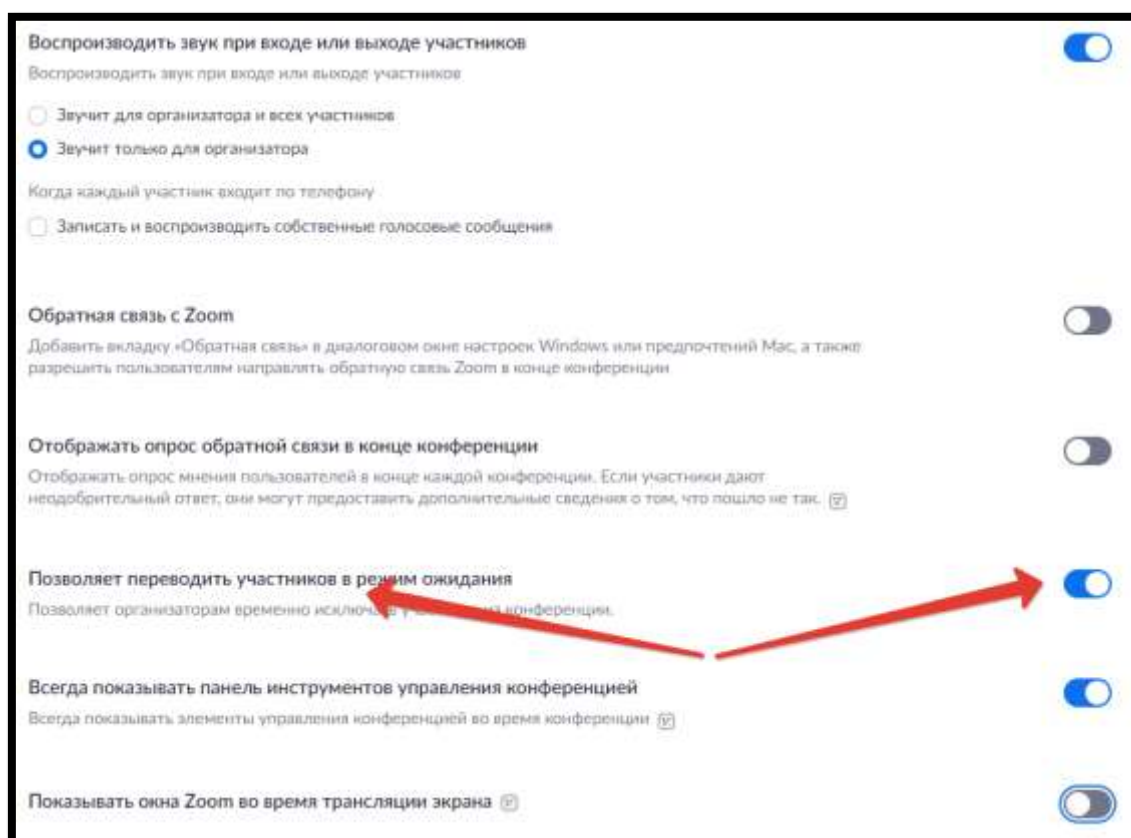 Воспроизводить звук при входе или выходе участников
Воспроизводить звук при входе или выходе участников
Звучит для организатора и всех участников
Звучит только для организатора
Когда каждый участник входит по телефону
Записать и воспроизводить собственные голосовые сообщения
Обратная связь с Zoom
Добавить вкладку «Обратная связь» в диалоговом окне настроек Windows или предпочтений Mac, а также
разрешить пользователям направлять обратную связь Zoom в конце конференции
Отображать опрос обратной связи в конце конференции
Отображать опрос мнения пользователей в конце каждой конференции. Если участники дают
неодобрительный ответ, они могут предоставить дополнительные сведения о том, что пошло не так.
Позволяет переводить участников в режим ожидания
Позволяет организаторам временно конференции.
Всегда показывать панель инструментов управления конференцией
Всегда показывать элементы управления конференцией во время конференции
Показывать окна Zoom во время трансляции экрана